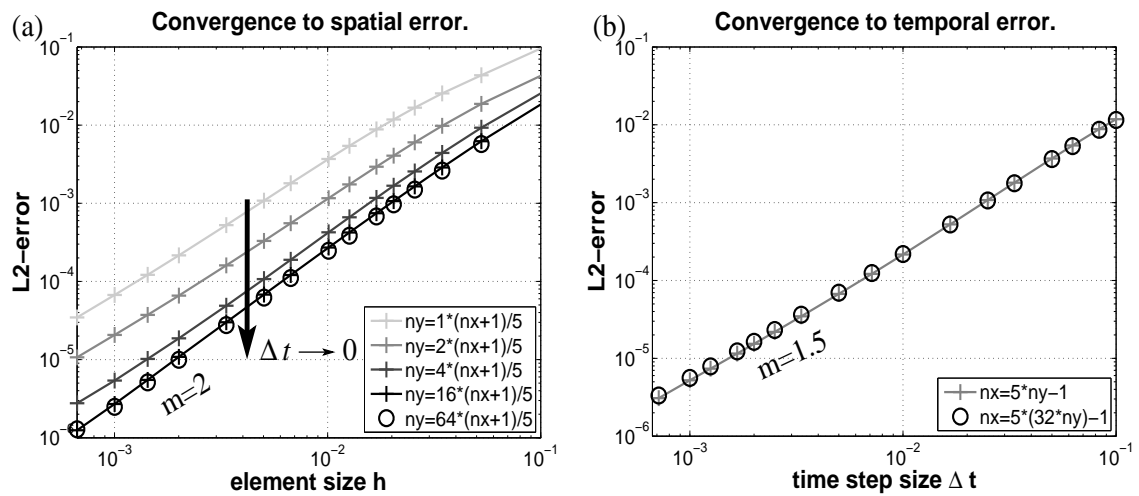 (a)
Convergence to spatial error.
L2−error
10−1
10−2
10−3
10−4
10−5
10−6
Δt → 0
m=2
ny=1*(nx+1)/5
ny=2*(nx+1)/5
ny=4*(nx+1)/5
ny=16*(nx+1)/5
ny=64*(nx+1)/5
10−3
10−2
10−1
element size h
(b)
Convergence to temporal error.
L2−error
10−1
10−2
10−3
10−4
10−5
10−6
m=1.5
nx=5*ny−1
nx=5*(32*ny)−1
10−3
10−2
10−1
time step size Δ t